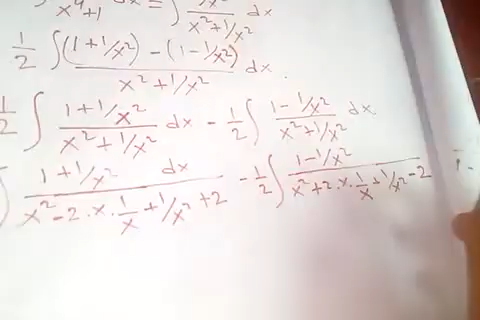 x⁴+1 dx = ∫ x²+1/x² dx
1/2 ∫ (1+1/x²) - (1-1/x²) / x²+1/x² dx
1/2 ∫ 1+1/x² / x²+1/x² dx - 1/2 ∫ 1-1/x² / x²+1/x² dx
∫ 1+1/x² dx / x²-2.x.1/x+1/x²+2 - 1/2 ∫ 1-1/x² / x²+2.x.1/x+1/x²-2